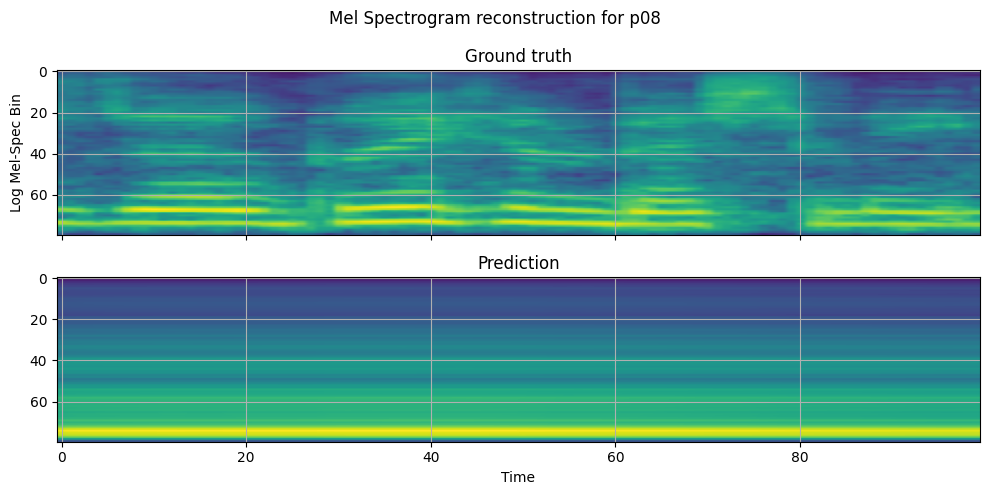 Mel Spectrogram reconstruction for p08
Ground truth
0
20
40
60
Log Mel-Spec Bin
Prediction
0
20
40
60
0 20 40 60 80
Time